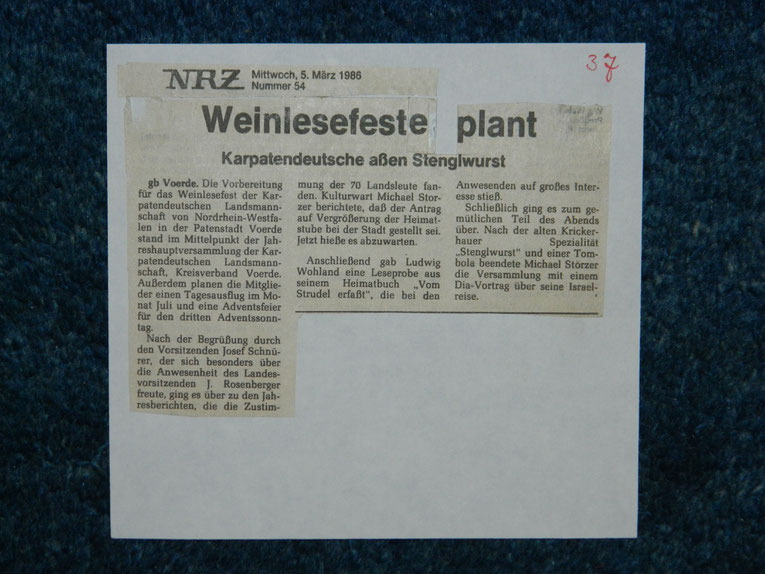 37
NRZ Mittwoch, 5. März 1986
Nummer 54
Weinlesefeste plant
Karpatendeutsche aßen Stenglwurst
gb Voerde. Die Vorbereitung
für das Weinlesefest der Kar-
patendeutschen Landsmann-
schaft von Nordrhein-Westfa-
len in der Patenstadt Voerde
stand im Mittelpunkt der Jah-
reshauptversammlung der Kar-
patendeutschen Landsmann-
schaft, Kreisverband Voerde.
Außerdem planen die Mitglie-
der einen Tagesausflug im Mo-
nat Juli und eine Adventsfeier
für den dritten Adventssonn-
tag.
Nach der Begrüßung durch
den Vorsitzenden Josef Schnü-
rer, der sich besonders über
die Anwesenheit des Landes-
vorsitzenden J. Rosenberger
freute, ging es über zu den Jah-
resberichten, die die Zustim-
mung der 70 Landsleute fan-
den. Kulturwart Michael Stor-
zer berichtete, daß der Antrag
auf Vergrößerung der Heimat-
stube bei der Stadt gestellt sei.
Jetzt hieße es abzuwarten.
Anschließend gab Ludwig
Wohland eine Leseprobe aus
seinem Heimatbuch „Vom
Strudel erfaßt", die bei den
Anwesenden auf großes Inter-
esse stieß.
Schließlich ging es zum ge-
mütlichen Teil des Abends
über. Nach der alten Kricker-
hauer Spezialität
„Stenglwurst" und einer Tom-
bola beendete Michael Störzer
die Versammlung mit einem
Dia-Vortrag über seine Israel-
reise.